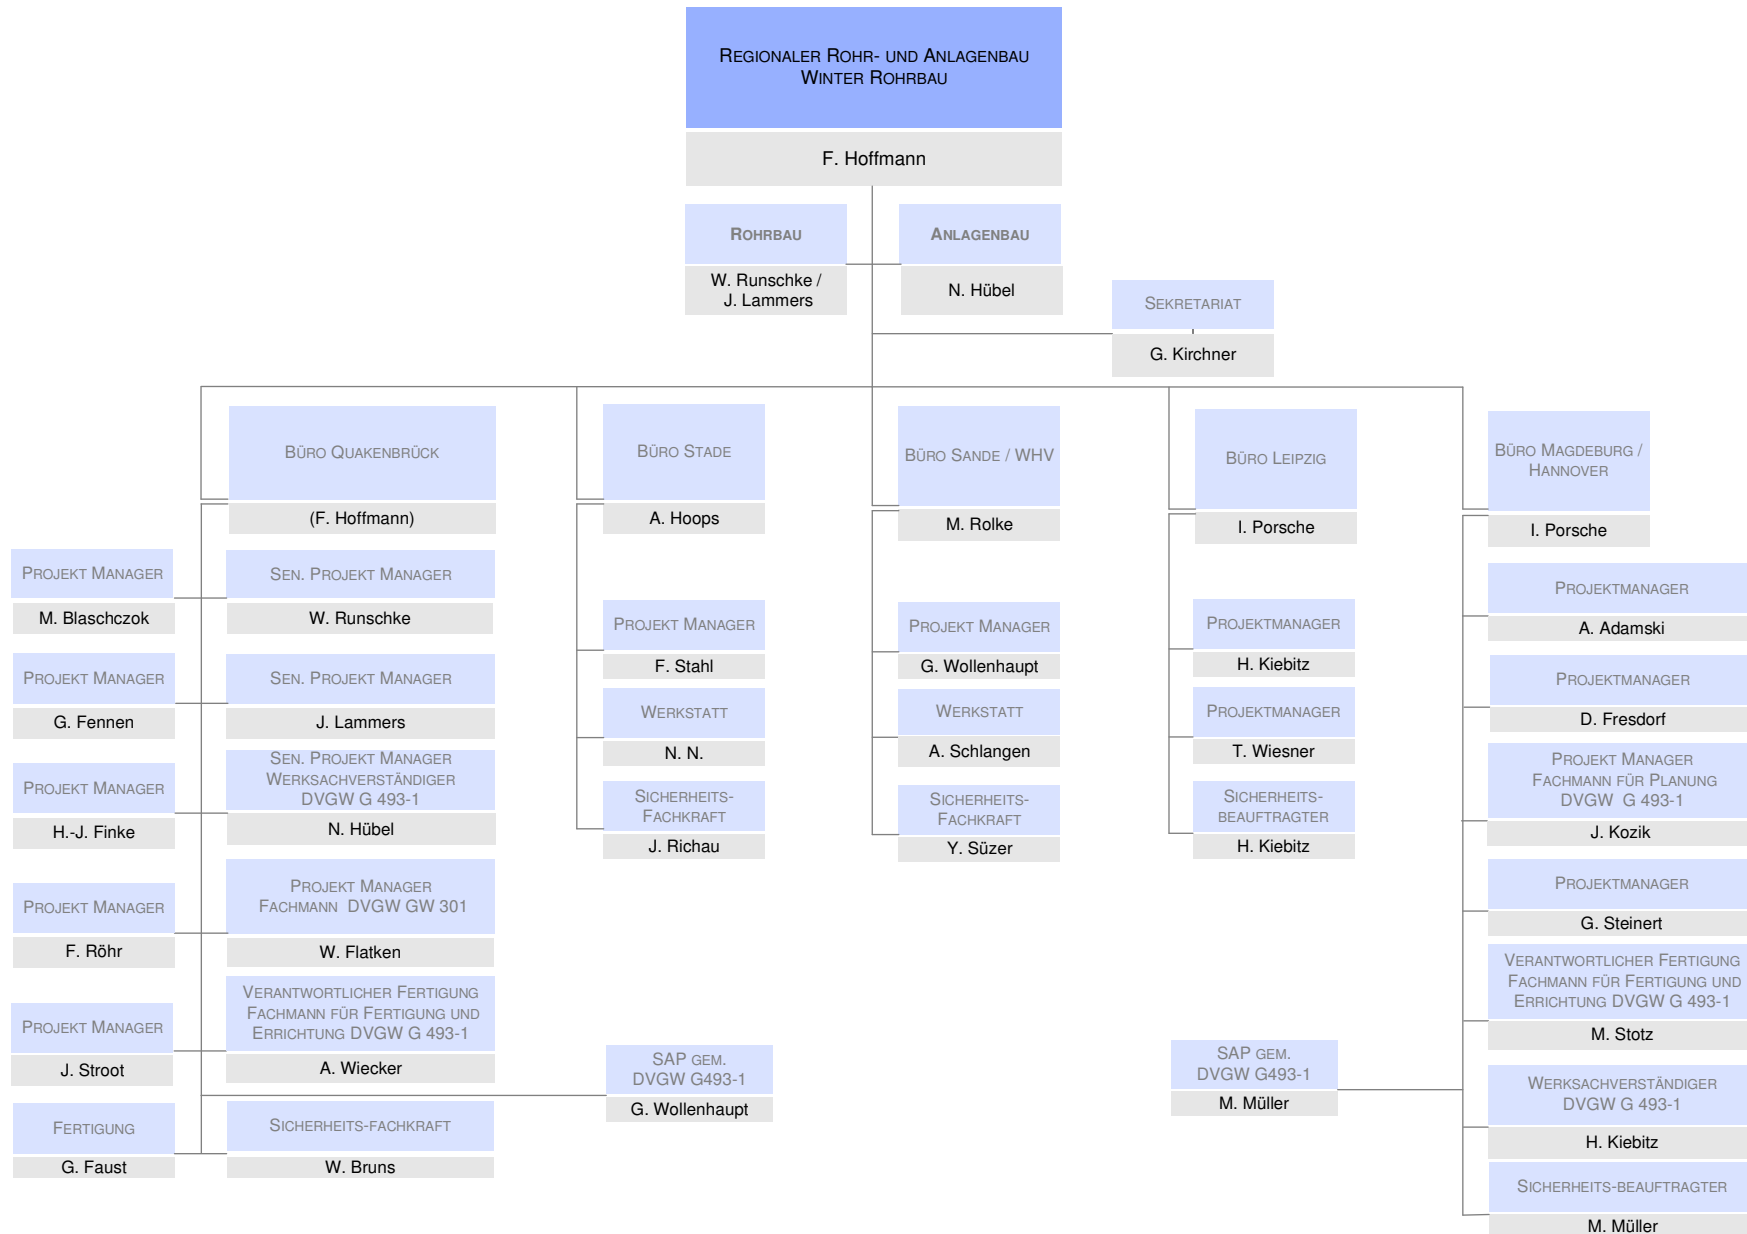 REGIONALER ROHR- UND ANLAGENBAU
WINTER ROHRBAU
F. Hoffmann
ROHRBAU
W. Runschke /
J. Lammers
ANLAGENBAU
N. Hübel
SEKRETARIAT
G. Kirchner
BÜRO QUAKENBRÜCK
(F. Hoffmann)
PROJEKT MANAGER
M. Blaschczok
SEN. PROJEKT MANAGER
W. Runschke
PROJEKT MANAGER
G. Fennen
SEN. PROJEKT MANAGER
J. Lammers
PROJEKT MANAGER
H.-J. Finke
SEN. PROJEKT MANAGER
WERKSACHVERSTÄNDIGER
DVGW G 493-1
N. Hübel
PROJEKT MANAGER
F. Röhr
PROJEKT MANAGER
FACHMANN DVGW GW 301
W. Flatken
PROJEKT MANAGER
J. Stroot
VERANTWORTLICHER FERTIGUNG
FACHMANN FÜR FERTIGUNG UND
ERRICHTUNG DVGW G 493-1
A. Wiecker
SAP GEM.
DVGW G493-1
G. Wollenhaupt
FERTIGUNG
G. Faust
SICHERHEITS-FACHKRAFT
W. Bruns
BÜRO STADE
A. Hoops
PROJEKT MANAGER
F. Stahl
WERKSTATT
N. N.
SICHERHEITS-
FACHKRAFT
J. Richau
BÜRO SANDE / WHV
M. Rolke
PROJEKT MANAGER
G. Wollenhaupt
WERKSTATT
A. Schlangen
SICHERHEITS-
FACHKRAFT
Y. Süzer
BÜRO LEIPZIG
I. Porsche
PROJEKTMANAGER
H. Kiebitz
PROJEKTMANAGER
T. Wiesner
SICHERHEITS-
BEAUFTRAGTER
H. Kiebitz
BÜRO MAGDEBURG /
HANNOVER
I. Porsche
PROJEKTMANAGER
A. Adamski
PROJEKTMANAGER
D. Fresdorf
PROJEKT MANAGER
FACHMANN FÜR PLANUNG
DVGW G 493-1
J. Kozik
PROJEKTMANAGER
G. Steinert
VERANTWORTLICHER FERTIGUNG
FACHMANN FÜR FERTIGUNG UND
ERRICHTUNG DVGW G 493-1
M. Stotz
SAP GEM.
DVGW G493-1
M. Müller
WERKSACHVERSTÄNDIGER
DVGW G 493-1
H. Kiebitz
SICHERHEITS-BEAUFTRAGTER
M. Müller